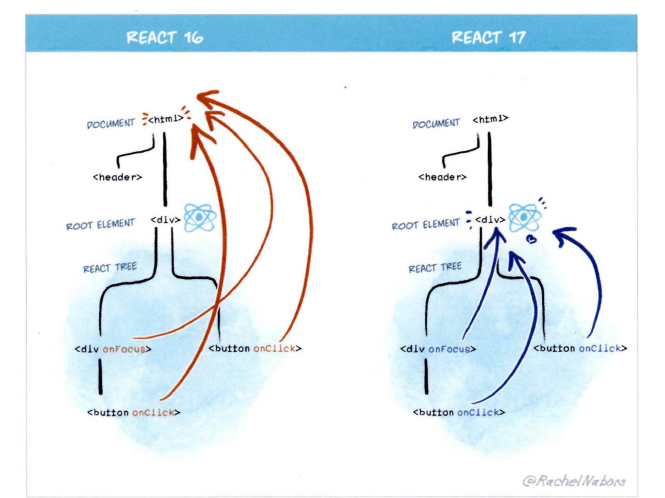 REACT 16
DOCUMENT <html>
<header>
ROOT ELEMENT <div>
REACT TREE
<div onFocus>
<button onClick>
<button onClick>
REACT 17
DOCUMENT <html>
<header>
ROOT ELEMENT <div>
REACT TREE
<div onFocus>
<button onClick>
<button onClick>
@RachelNabors